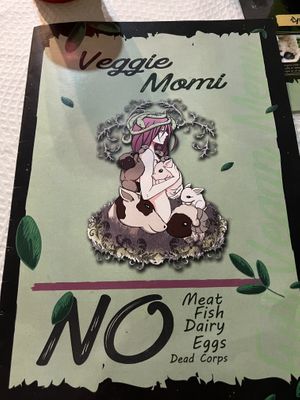 Veggie
Momi
NO
Meat
Fish
Dairy
Eggs
Dead Corps